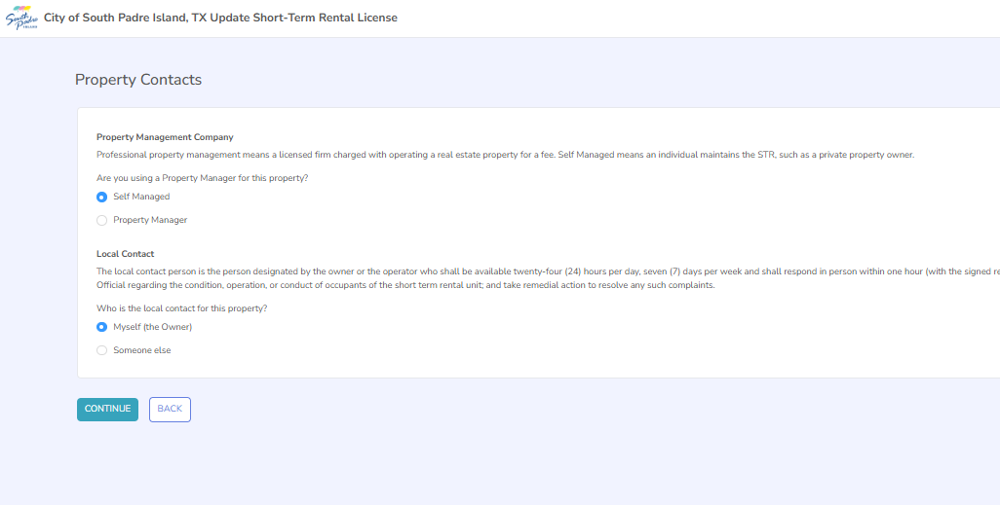 South
Padre
ISLAND
City of South Padre Island, TX Update Short-Term Rental License
Property Contacts
Property Management Company
Professional property management means a licensed firm charged with operating a real estate property for a fee. Self Managed means an individual maintains the STR, such as a private property owner.
Are you using a Property Manager for this property?
Self Managed
Property Manager
Local Contact
The local contact person is the person designated by the owner or the operator who shall be available twenty-four (24) hours per day, seven (7) days per week and shall respond in person within one hour (with the signed re
Official regarding the condition, operation, or conduct of occupants of the short term rental unit; and take remedial action to resolve any such complaints.
Who is the local contact for this property?
Myself (the Owner)
Someone else
CONTINUE
BACK